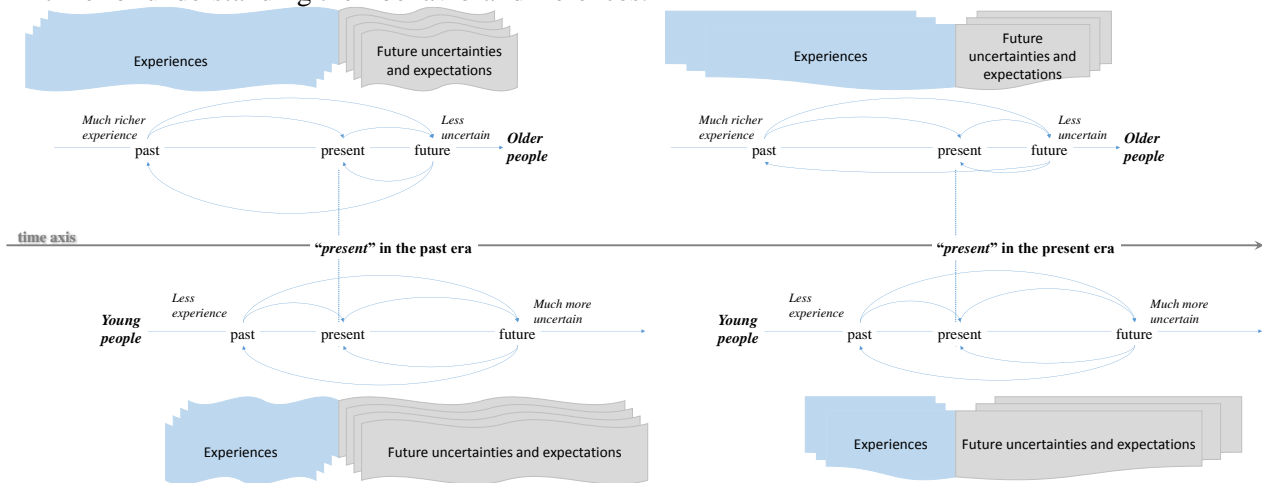 Experiences
Future uncertainties
and expectations
Experiences
Future
uncertainties and
expectations
Much richer
experience
past
present
future
Less
uncertain
Older
people
Much richer
experience
past
present
future
Less
uncertain
Older
people
time axis
“present” in the past era
“present” in the present era
Young
people
Less
experience
past
present
future
Much more
uncertain
Young
people
Less
experience
past
present
future
Much more
uncertain
Experiences
Future uncertainties and expectations
Experiences
Future uncertainties and expectations